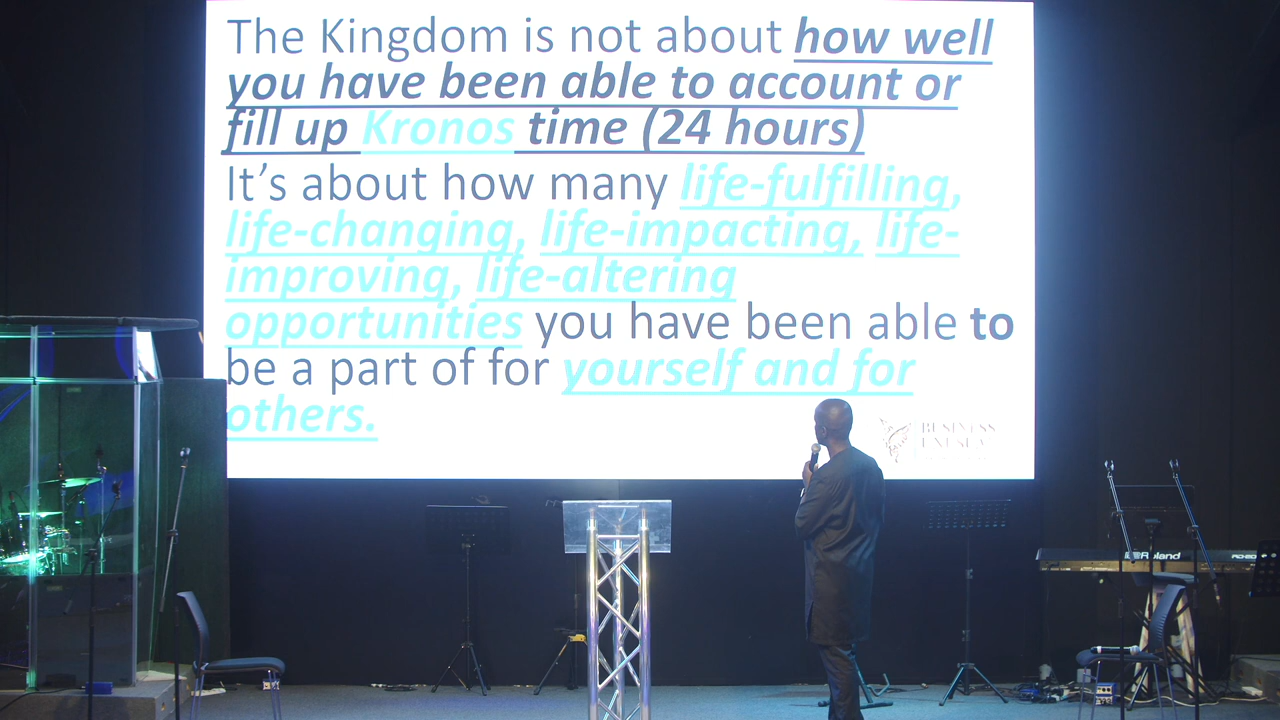 The Kingdom is not about how well
you have been able to account or
fill up Kronos time (24 hours)
It's about how many life-fulfilling,
life-changing, life-impacting, life-
improving, life-altering
opportunities you have been able to
be a part of for yourself and for
others.
BUSINESS
Roland